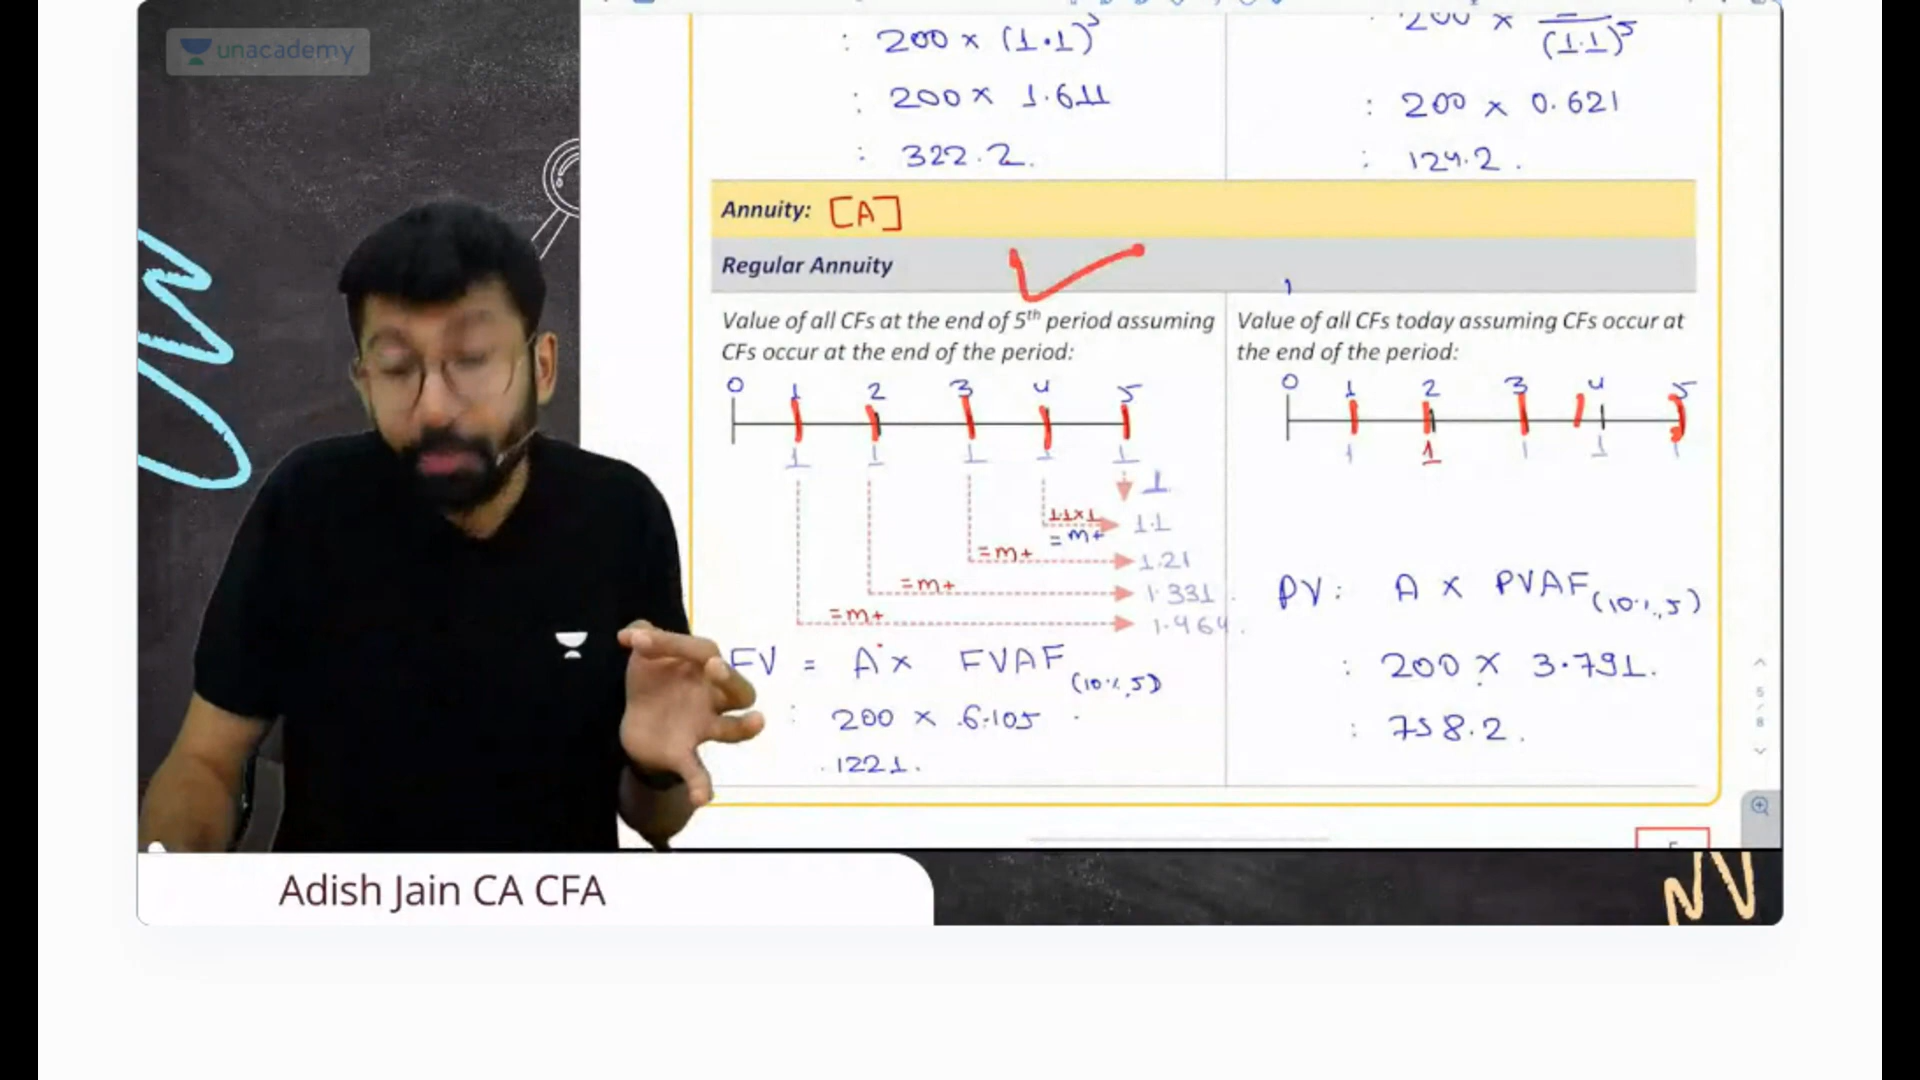 unacademy
: 200 × (1.1)⁵
: 200 × 1.611
: 322.2.
: 200 ×
(1.1)⁵
: 200 × 0.621
: 124.2.
Annuity: [A]
Regular Annuity
Value of all CFs at the end of 5th period assuming
CFs occur at the end of the period:
0 1 2 3 4 5
1 1 1 1 1
1
1.1×1
= m+ 1.1
=m+ 1.21
=m+ 1.331
=m+ 1.464.
FV = A × FVAF (10%,5)
: 200 × 6.105
1221.
Value of all CFs today assuming CFs occur at
the end of the period:
0 1 2 3 4 5
1 1 1 1 1
PV: A × PVAF (10%,5)
: 200 × 3.791.
: 758.2.
5
/
8
Adish Jain CA CFA